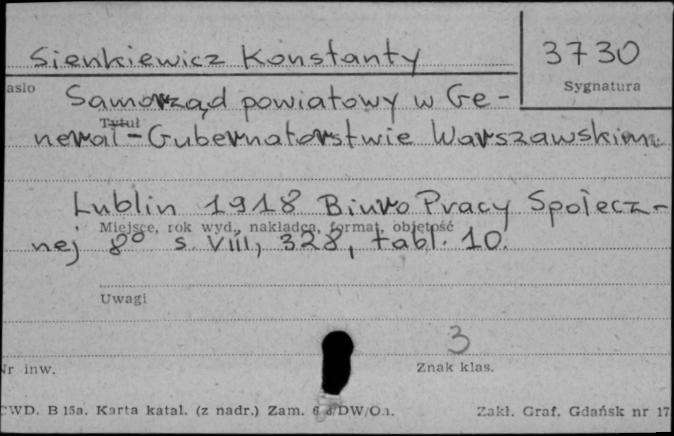 Sienkiewicz Konstanty
3730
asło
Sygnatura
Samorząd powiatowy w Ge-
Tytuł
nerał-Gubernatorstwie Warszawskiem.
Lublin 1918 Biuro Pracy Społecz-
Miejsce, rok wyd., nakładca, format, objętość
nej 8° s. VIII, 328, tabl. 10.
Uwagi
3
Nr inw.
Znak klas.
CWD. B 15a. Karta katal. (z nadr.) Zam.
Zakł. Graf. Gdańsk nr 17